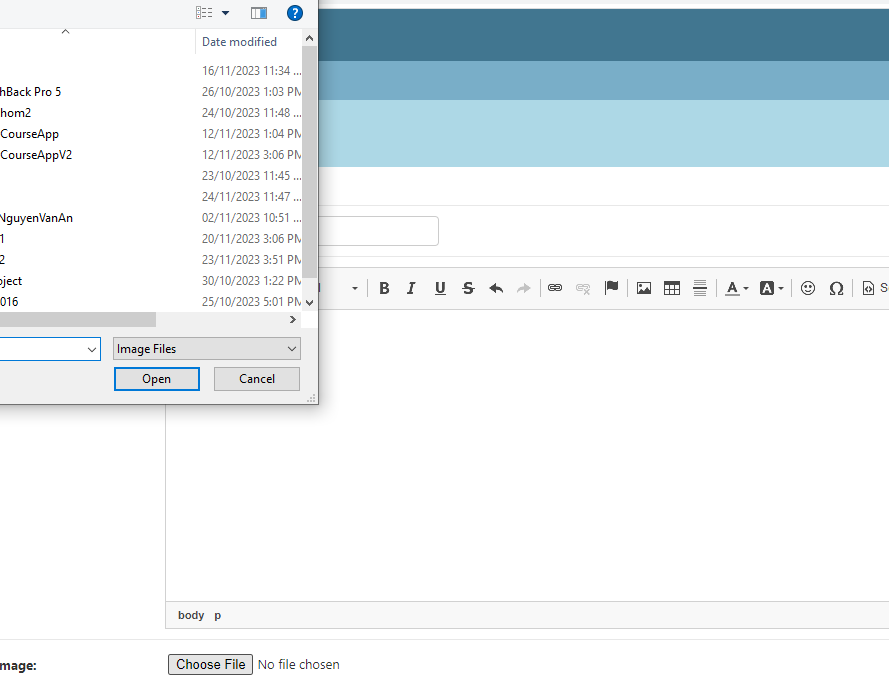 Date modified
16/11/2023 11:34 ...
hBack Pro 5 26/10/2023 1:03 PM
hom2 24/10/2023 11:48 ...
CourseApp 12/11/2023 1:04 PM
CourseAppV2 12/11/2023 3:06 PM
23/10/2023 11:45 ...
24/11/2023 11:47 ...
NguyenVanAn 02/11/2023 10:51 ...
1 20/11/2023 3:06 PM
2 23/11/2023 3:51 PM
oject 30/10/2023 1:22 PM
016 25/10/2023 5:01 PM
Image Files
Open Cancel
B I U S A A Ω S
body p
mage: Choose File No file chosen